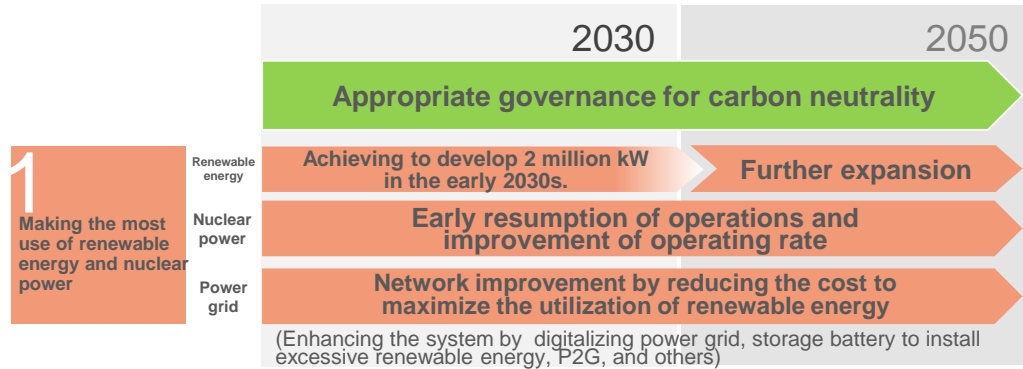 2030
2050
Appropriate governance for carbon neutrality
1
Making the most
use of renewable
energy and nuclear
power
Renewable
energy
Achieving to develop 2 million kW
in the early 2030s.
Further expansion
Nuclear
power
Early resumption of operations and
improvement of operating rate
Power
grid
Network improvement by reducing the cost to
maximize the utilization of renewable energy
(Enhancing the system by digitalizing power grid, storage battery to install
excessive renewable energy, P2G, and others)